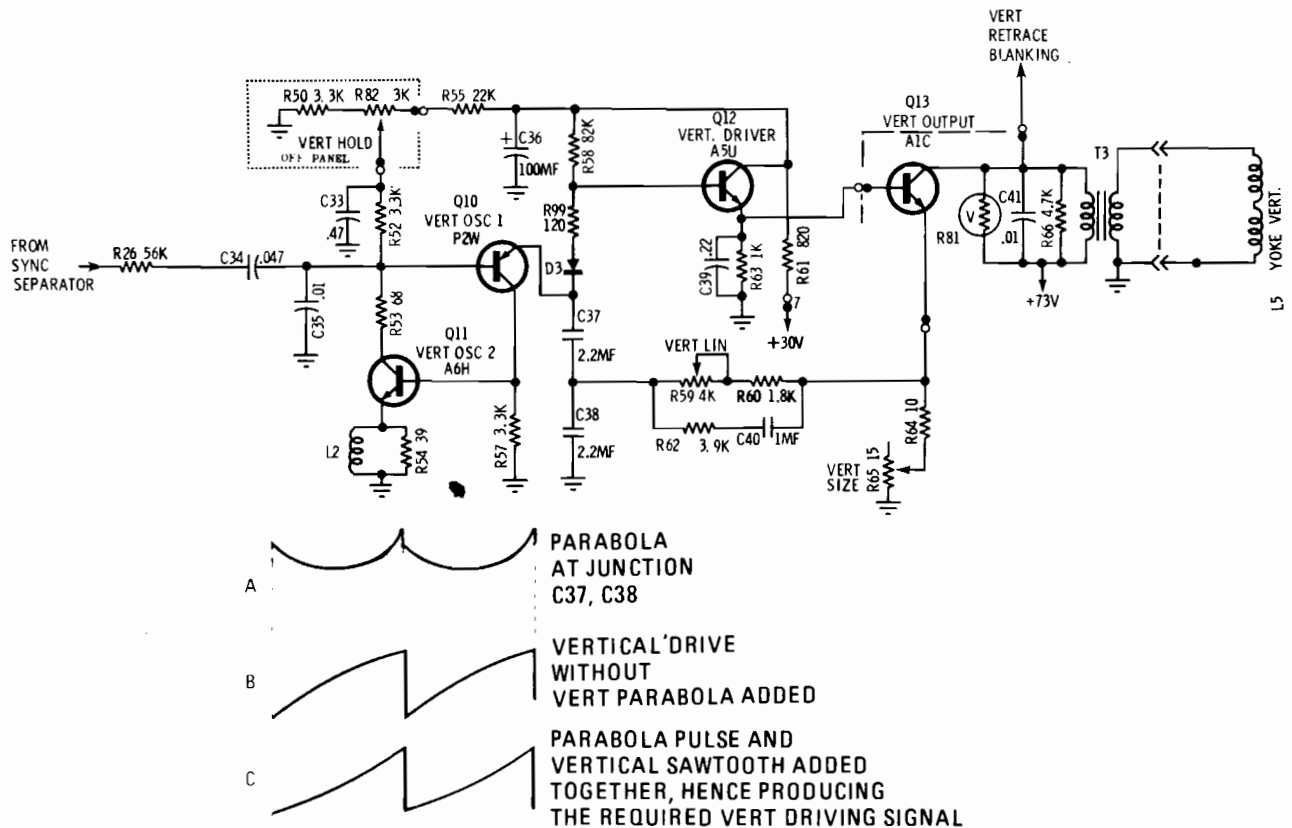 VERT
RETRACE
BLANKING
R50 3.3K
R82 3K
R55 22K
VERT HOLD
OFF PANEL
+
C36
100MF
R58 82K
Q12
VERT. DRIVER
A5U
Q13
VERT OUTPUT
A1C
T3
C33
.47
R52 3.3K
Q10
VERT OSC 1
P2W
R99
120
D3
C39 .22
R63 1K
R61 820
7
+30V
V
R81
C41
.01
R66 4.7K
+73V
YOKE VERT.
L5
FROM
SYNC
SEPARATOR
R26 56K
C34 .047
C35 .01
R53 68
Q11
VERT OSC 2
A6H
C37
2.2MF
VERT LIN
R59 4K
R60 1.8K
C38
2.2MF
R62 3.9K
C40 1MF
R64 10
L2
R54 39
R57 3.3K
VERT
SIZE
R65 15
A
PARABOLA
AT JUNCTION
C37, C38
B
VERTICAL'DRIVE
WITHOUT
VERT PARABOLA ADDED
C
PARABOLA PULSE AND
VERTICAL SAWTOOTH ADDED
TOGETHER, HENCE PRODUCING
THE REQUIRED VERT DRIVING SIGNAL